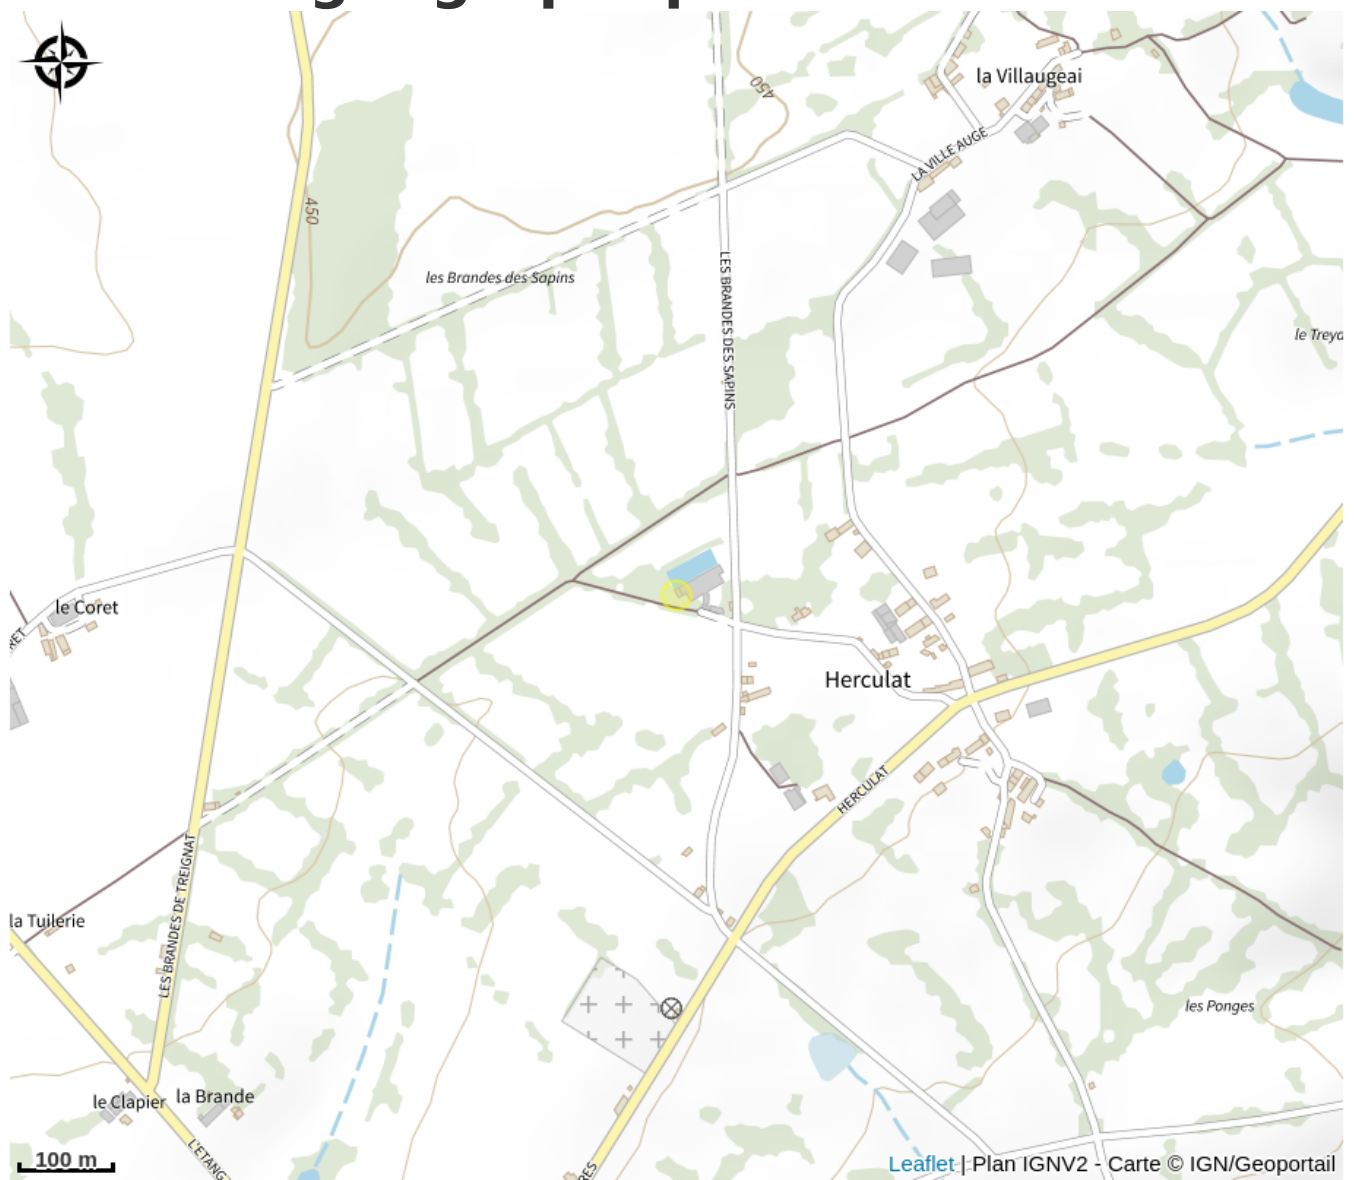 la Villaugeai
450
LA VILLE AUGE
450
les Brandes des Sapins
LES BRANDES DES SAPINS
le Coret
Herculat
HERCULAT
LES BRANDES DE TREIGNAT
la Tuilerie
les Ponges
le Clapier
la Brande
L'ETANG
100 m
Leaflet | Plan IGNV2 - Carte © IGN/Geoportail